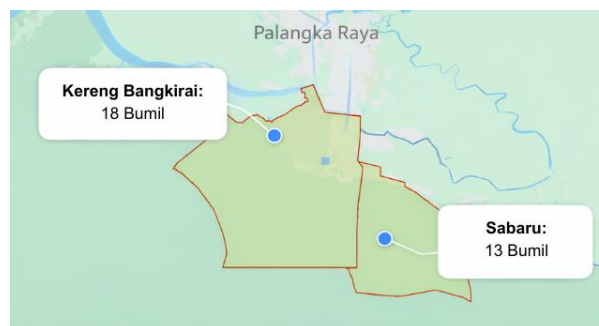 Palangka Raya
Kereng Bangkirai:
18 Bumil
Sabaru:
13 Bumil